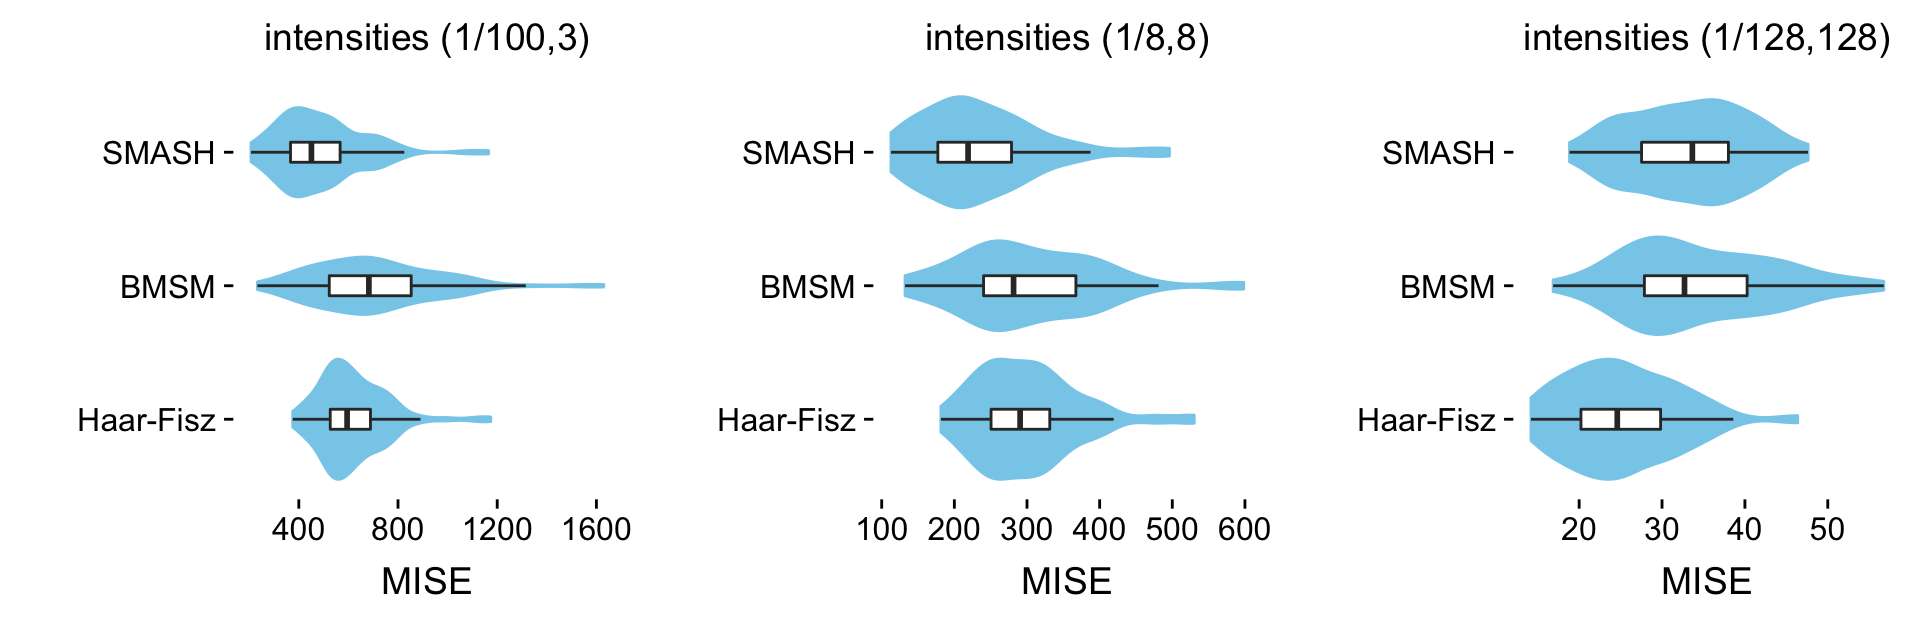 intensities (1/100,3)
SMASH
BMSM
Haar-Fisz
400 800 1200 1600
MISE
intensities (1/8,8)
SMASH
BMSM
Haar-Fisz
100 200 300 400 500 600
MISE
intensities (1/128,128)
SMASH
BMSM
Haar-Fisz
20 30 40 50
MISE